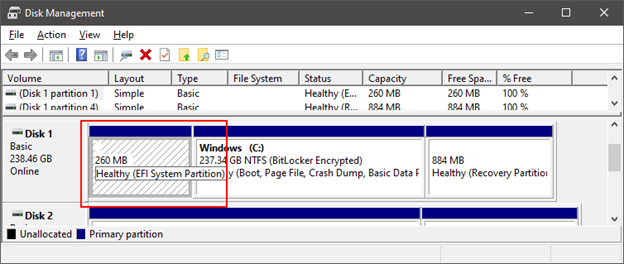 Disk Management
File Action View Help
Volume Layout Type File System Status Capacity Free Spa... % Free
(Disk 1 partition 1) Simple Basic Healthy (E... 260 MB 260 MB 100 %
(Disk 1 partition 4) Simple Basic Healthy (R... 884 MB 884 MB 100 %
Disk 1
Basic
238.46 GB
Online
260 MB
Healthy (EFI System Partition)
Windows (C:)
237.34 GB NTFS (BitLocker Encrypted)
(Boot, Page File, Crash Dump, Basic Data P
884 MB
Healthy (Recovery Partition
Disk 2
Unallocated Primary partition